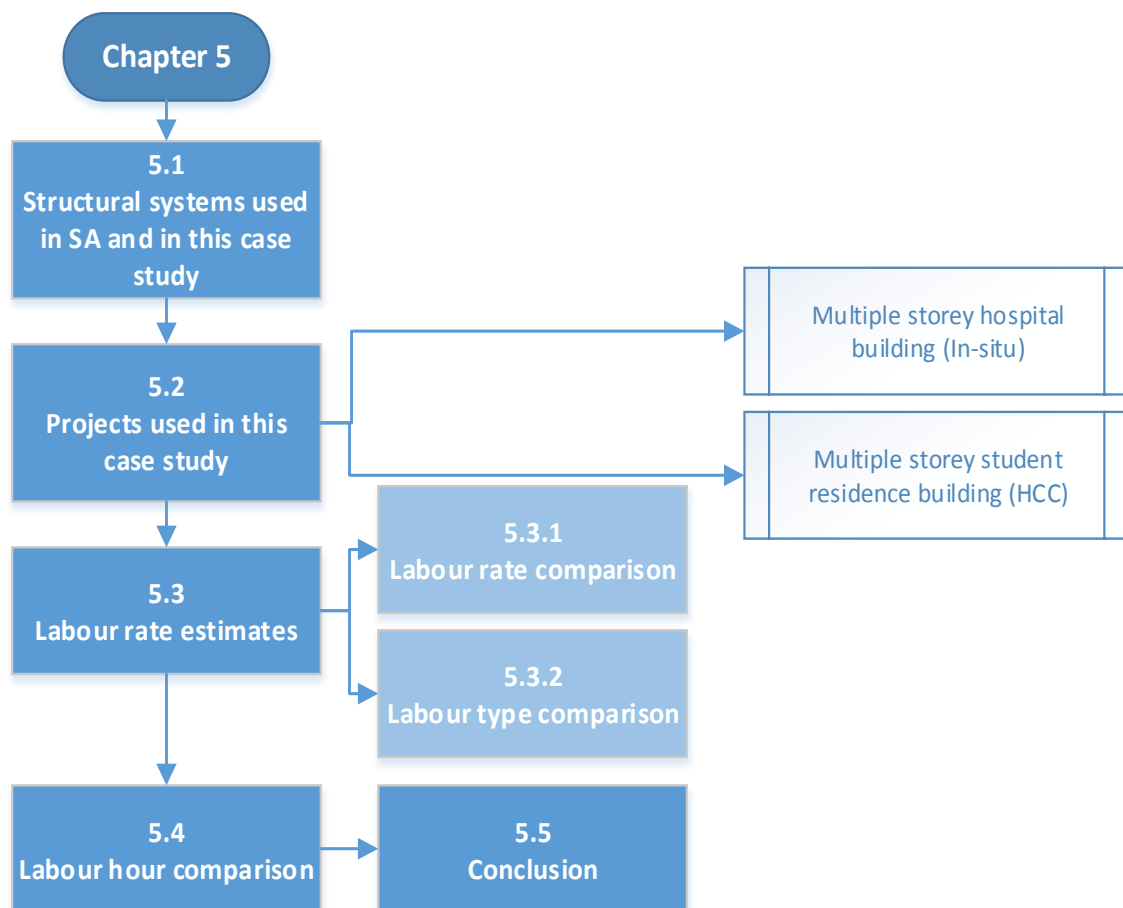 Chapter 5
5.1
Structural systems used
in SA and in this case
study
5.2
Projects used in this
case study
Multiple storey hospital
building (In-situ)
Multiple storey student
residence building (HCC)
5.3
Labour rate estimates
5.3.1
Labour rate comparison
5.3.2
Labour type comparison
5.4
Labour hour comparison
5.5
Conclusion